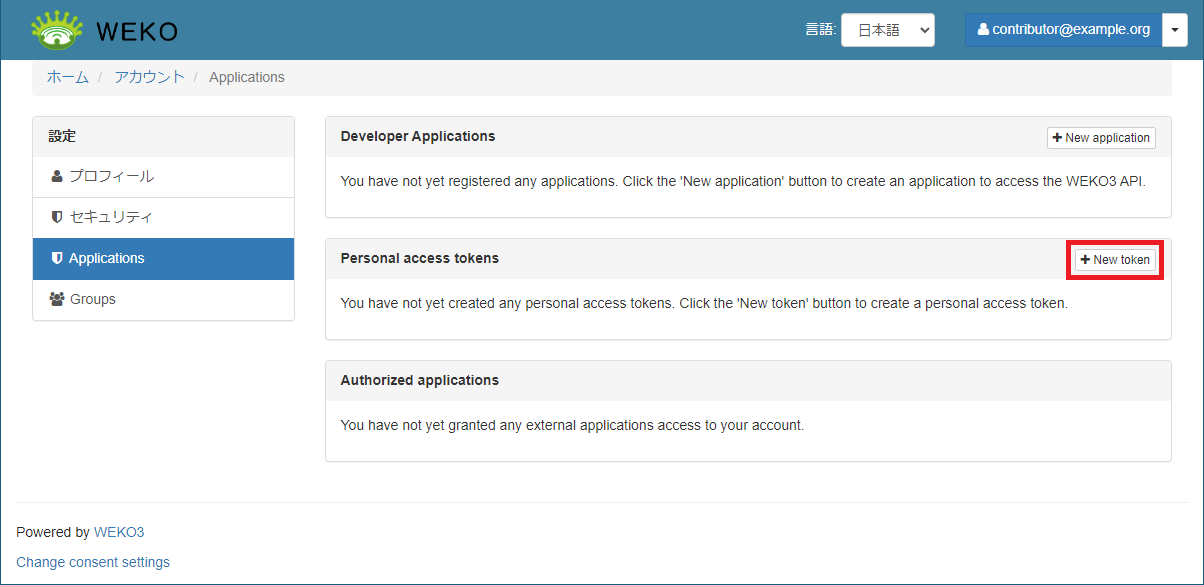 WEKO
言語: 日本語
contributor@example.org
ホーム / アカウント / Applications
設定
プロフィール
セキュリティ
Applications
Groups
Developer Applications
New application
You have not yet registered any applications. Click the 'New application' button to create an application to access the WEKO3 API.
Personal access tokens
New token
You have not yet created any personal access tokens. Click the 'New token' button to create a personal access token.
Authorized applications
You have not yet granted any external applications access to your account.
Powered by WEKO3
Change consent settings